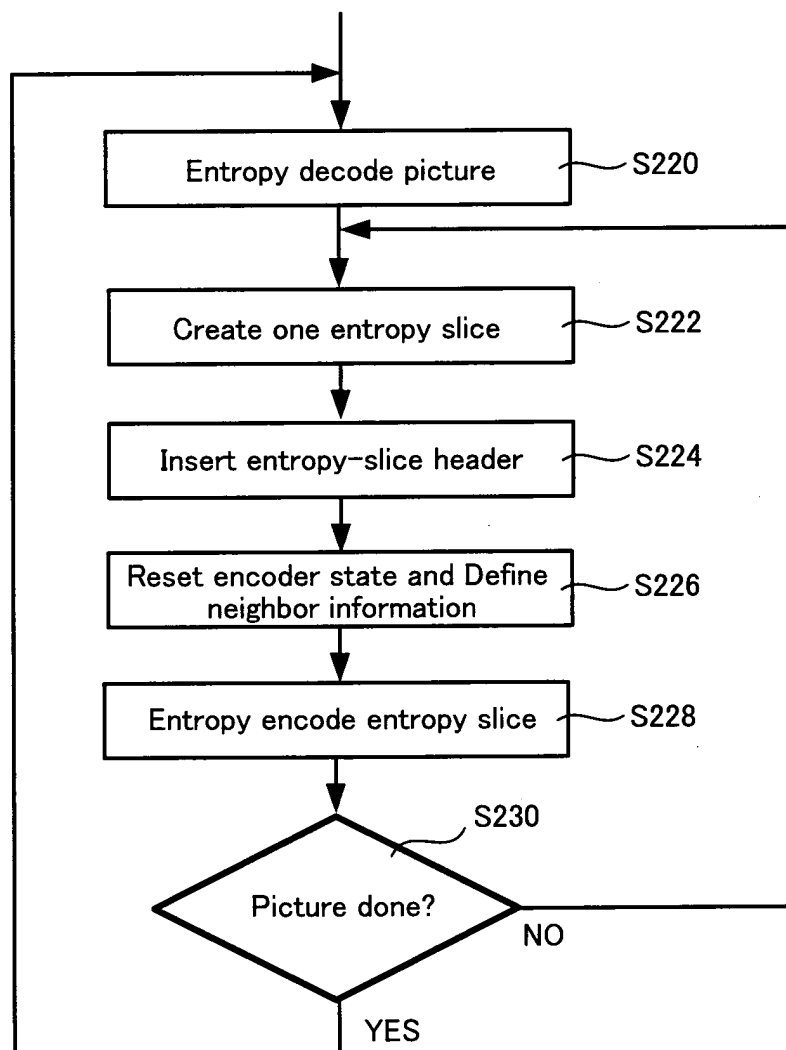 Entropy decode picture
S220
Create one entropy slice
S222
Insert entropy-slice header
S224
Reset encoder state and Define
neighbor information
S226
Entropy encode entropy slice
S228
S230
Picture done?
NO
YES